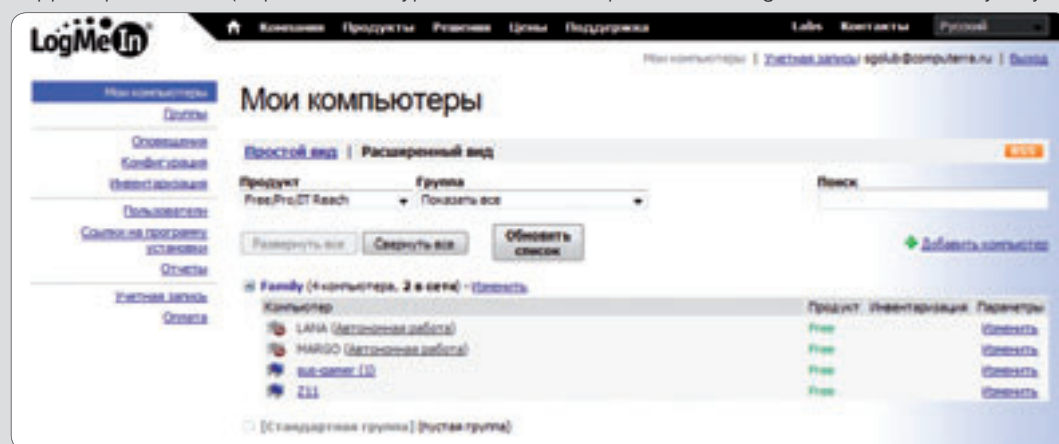 LogMeIn
Компания Продукты Решения Цены Поддержка Labs Контакты Русский
Мои компьютеры | Учетная запись: sgolub@computerra.ru | Выход
Мои компьютеры
Группы
Оповещения
Конфигурация
Инвентаризация
Пользователи
Ссылки на программу установки
Отчеты
Учетная запись
Оплата
Мои компьютеры
Простой вид | Расширенный вид RSS
Продукт Группа Поиск
Free/Pro/IT Reach Показать все
Развернуть все Свернуть все Обновить список Добавить компьютер
Family (4 компьютера, 2 в сети) - Изменить
Компьютер Продукт Инвентаризация Параметры
LANA (Автономная работа) Free Изменить
MARGO (Автономная работа) Free Изменить
(1) Free Изменить
Z11 Free Изменить
[Стандартная группа] (пустая группа)